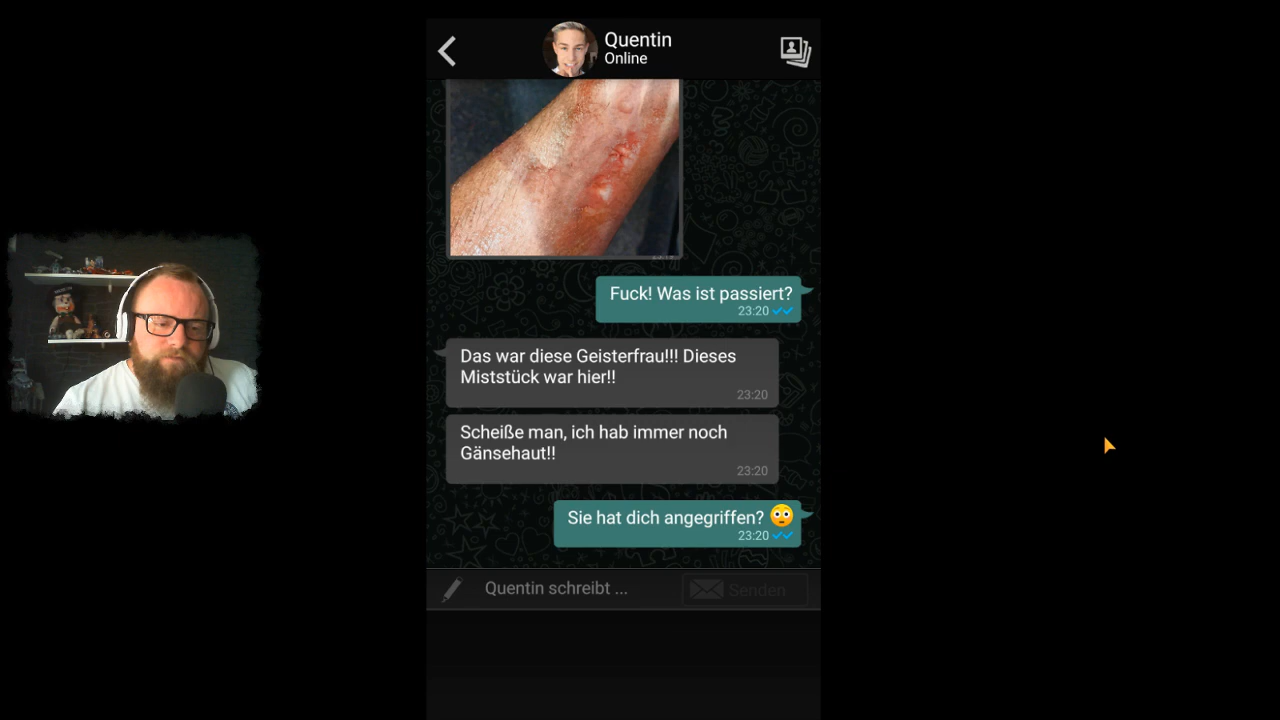 Quentin
Online
Fuck! Was ist passiert?
23:20
Das war diese Geisterfrau!!! Dieses
Miststück war hier!!
23:20
Scheiße man, ich hab immer noch
Gänsehaut!!
23:20
Sie hat dich angegriffen? 😳
23:20
Quentin schreibt ...
Senden